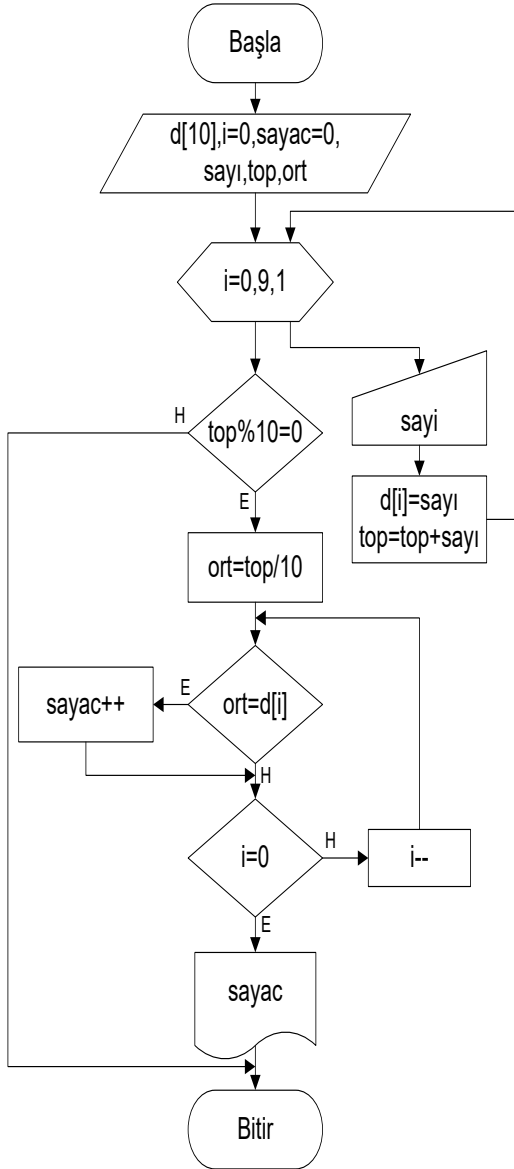 Başla
d[10],i=0,sayac=0,
sayı,top,ort
i=0,9,1
sayi
d[i]=sayı
top=top+sayı
H
top%10=0
E
ort=top/10
E
ort=d[i]
sayac++
H
i=0
H
i--
E
sayac
Bitir